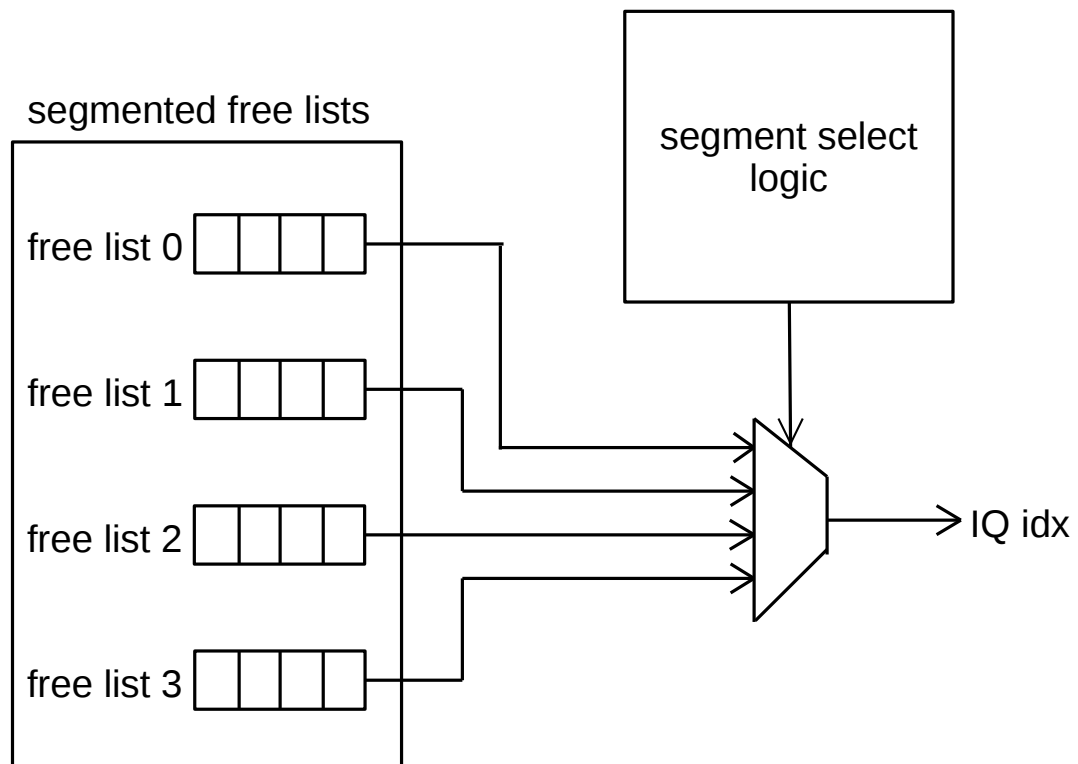 segmented free lists
segment select
logic
free list 0
free list 1
free list 2
free list 3
IQ idx